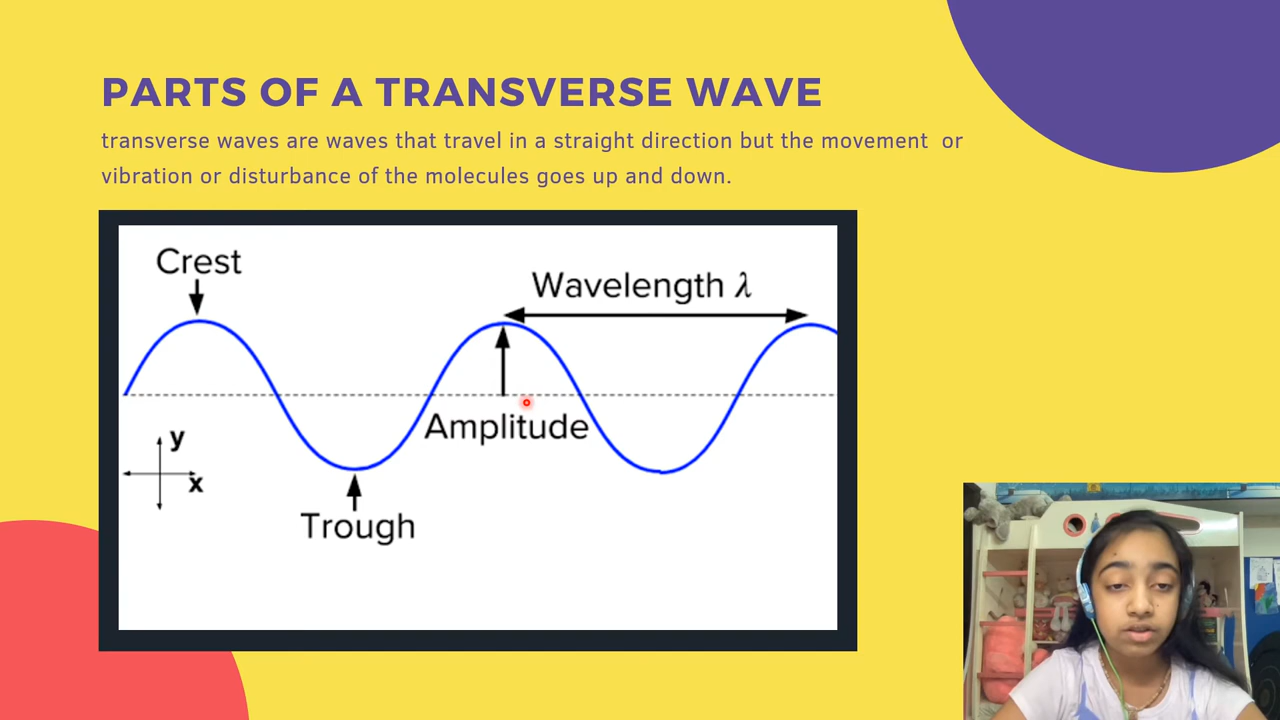 PARTS OF A TRANSVERSE WAVE
transverse waves are waves that travel in a straight direction but the movement or
vibration or disturbance of the molecules goes up and down.
Crest
Wavelength λ
Amplitude
y
x
Trough